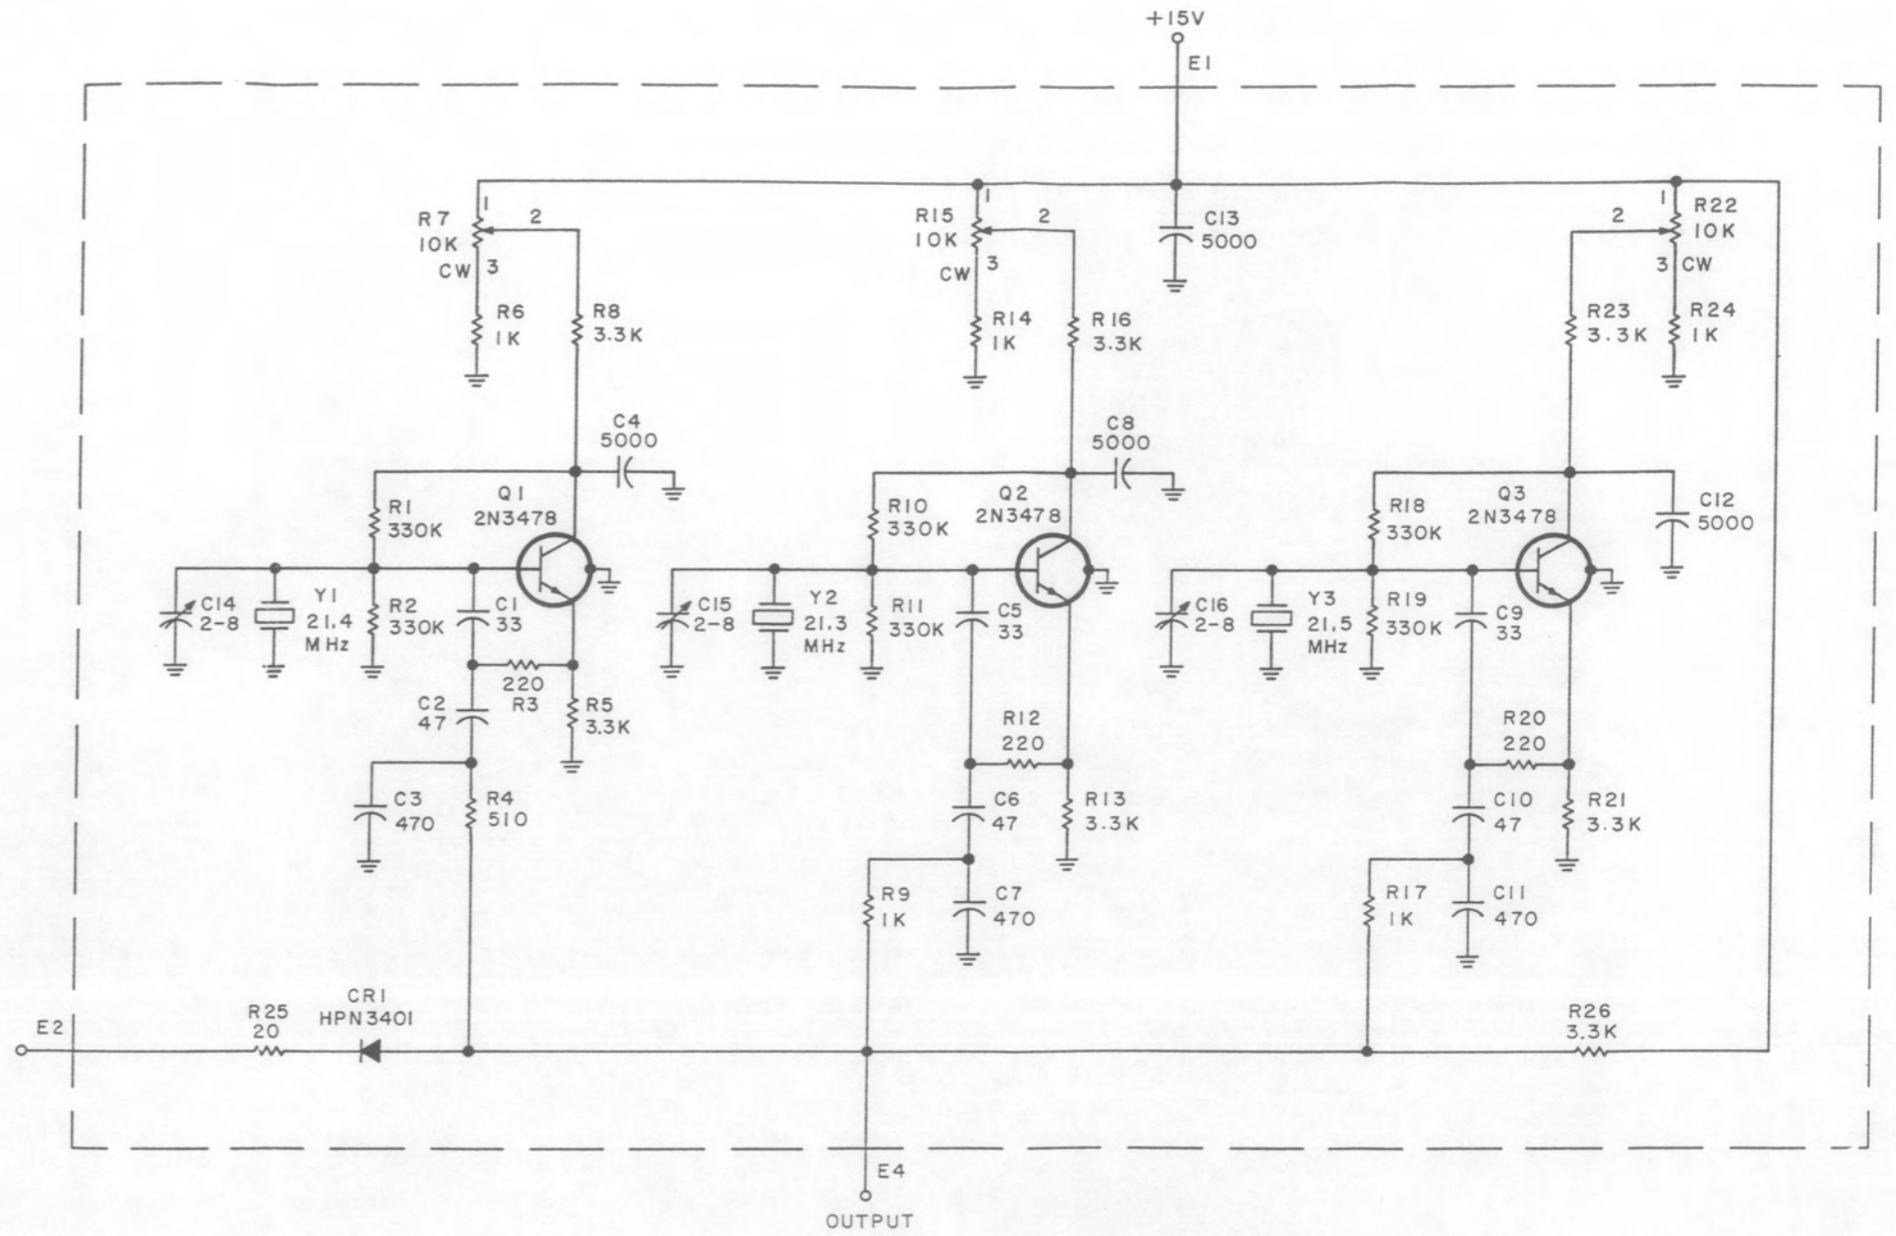 +15V
E1
R7
10K
1
2
CW 3
R15
10K
1
2
CW 3
C13
5000
1
2
R22
10K
3 CW
R6
1K
R8
3.3K
R14
1K
R16
3.3K
R23
3.3K
R24
1K
C4
5000
C8
5000
C12
5000
Q1
2N3478
R1
330K
Q2
2N3478
R10
330K
Q3
2N3478
R18
330K
C14
2-8
Y1
21.4
MHz
R2
330K
C1
33
C15
2-8
Y2
21.3
MHz
R11
330K
C5
33
C16
2-8
Y3
21.5
MHz
R19
330K
C9
33
220
R3
C2
47
R5
3.3K
R12
220
R20
220
C3
470
R4
510
C6
47
R13
3.3K
C10
47
R21
3.3K
R9
1K
C7
470
R17
1K
C11
470
E2
R25
20
CR1
HPN3401
R26
3.3K
E4
OUTPUT